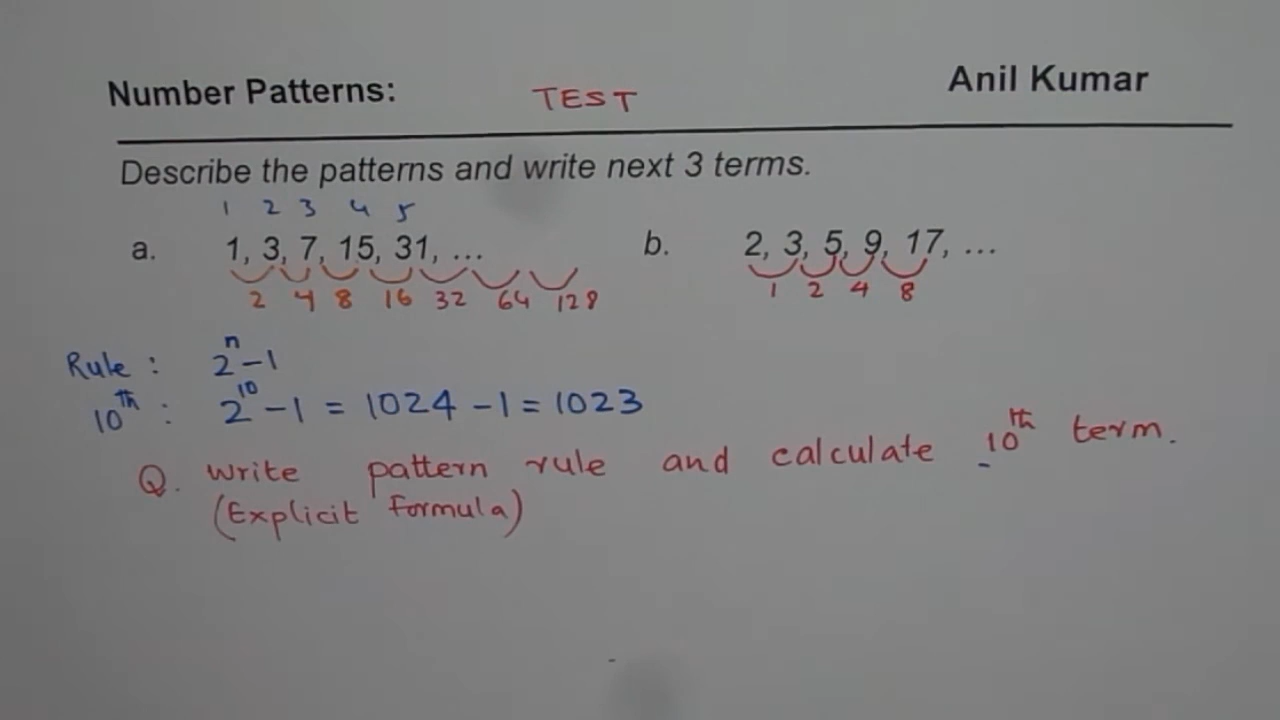 Number Patterns: TEST Anil Kumar
Describe the patterns and write next 3 terms.
1 2 3 4 5
a. 1, 3, 7, 15, 31, ... b. 2, 3, 5, 9, 17, ...
2 4 8 16 32 64 128 1 2 4 8
Rule : 2ⁿ-1
10ᵗʰ : 2¹⁰-1 = 1024 -1 = 1023
Q. Write pattern rule and calculate 10ᵗʰ term.
(Explicit Formula)